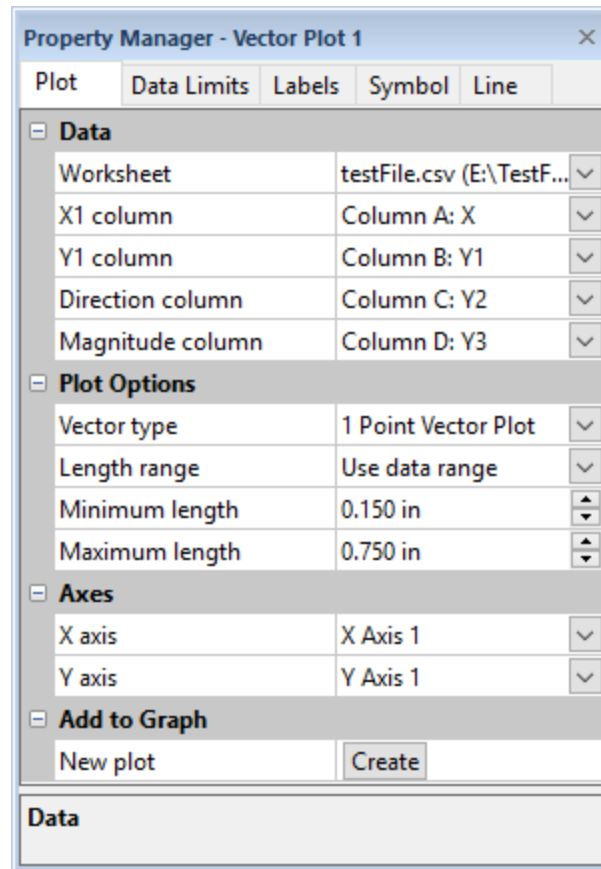 Property Manager - Vector Plot 1
Plot Data Limits Labels Symbol Line
Data
Worksheet testFile.csv (E:\TestF...
X1 column Column A: X
Y1 column Column B: Y1
Direction column Column C: Y2
Magnitude column Column D: Y3
Plot Options
Vector type 1 Point Vector Plot
Length range Use data range
Minimum length 0.150 in
Maximum length 0.750 in
Axes
X axis X Axis 1
Y axis Y Axis 1
Add to Graph
New plot Create
Data